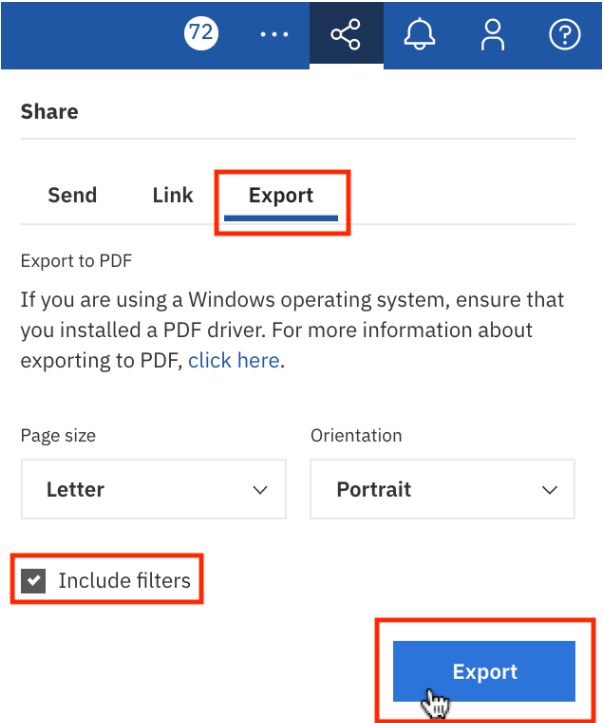 72
Share
Send Link Export
Export to PDF
If you are using a Windows operating system, ensure that
you installed a PDF driver. For more information about
exporting to PDF, click here.
Page size Orientation
Letter Portrait
Include filters
Export